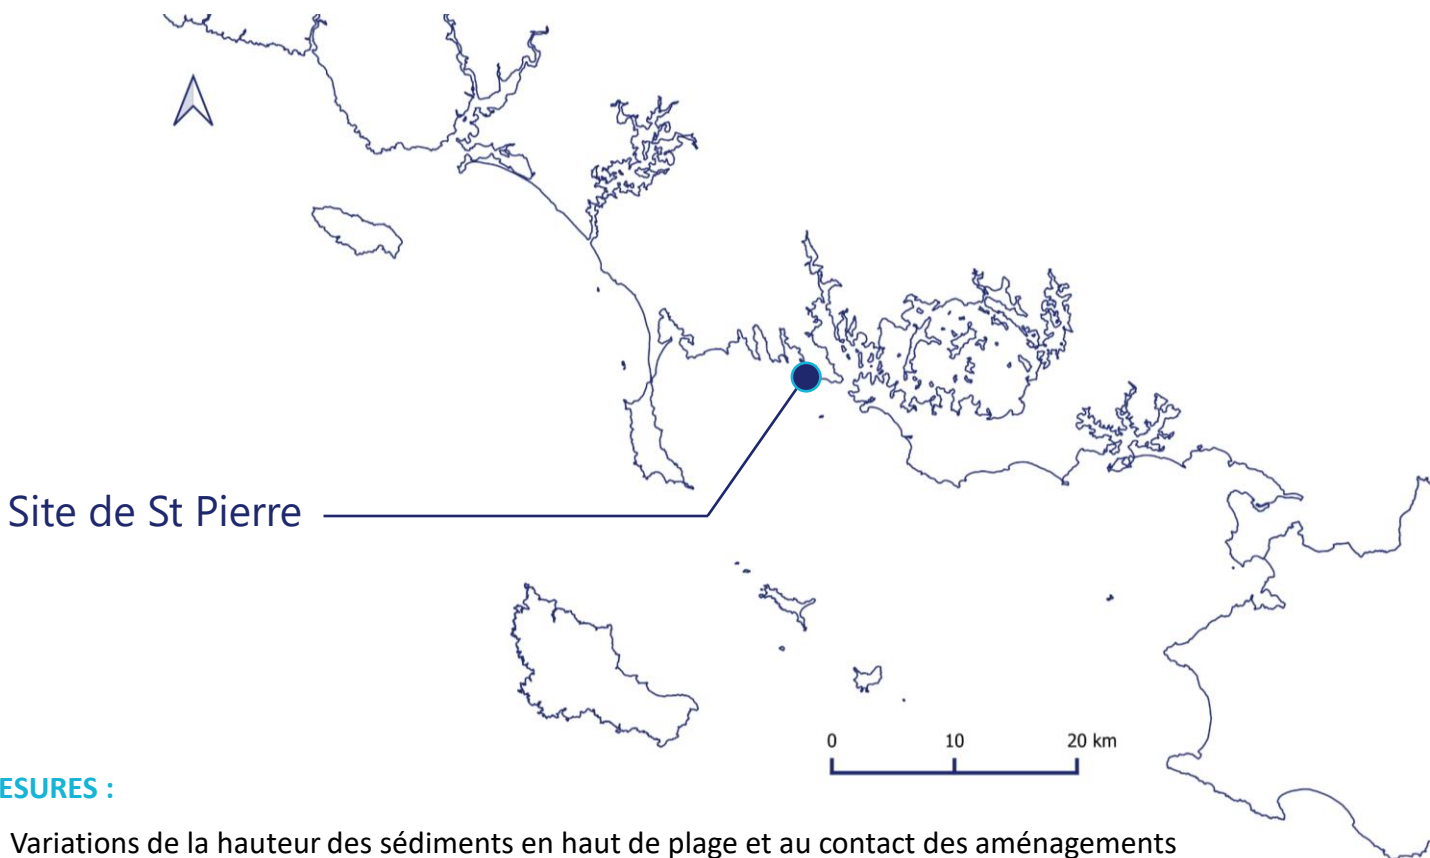 Site de St Pierre
0 10 20 km
ESURES :
Variations de la hauteur des sédiments en haut de plage et au contact des aménagements